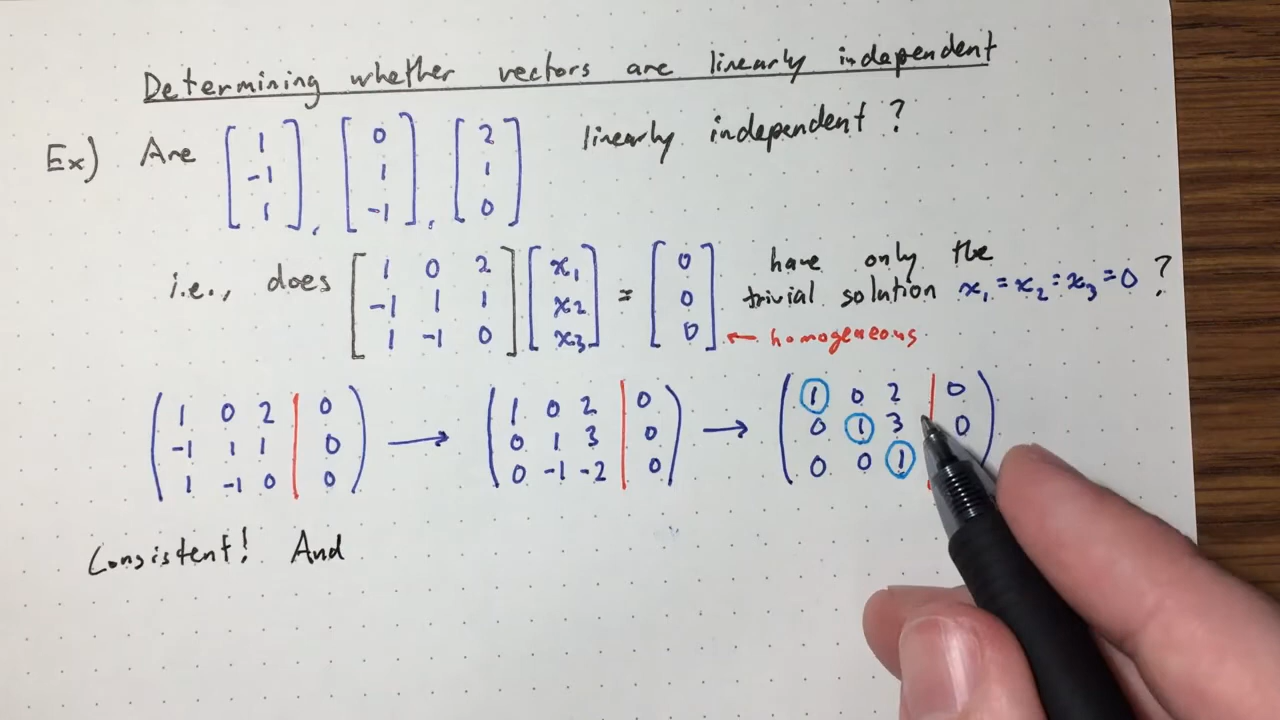 Determining whether vectors are linearly independent
Ex) Are [1 -1 1], [0 1 -1], [2 1 0] linearly independent?
i.e., does [1 0 2 -1 1 1 1 -1 0] [x₁ x₂ x₃] = [0 0 0] have only the
trivial solution x₁ = x₂ = x₃ = 0 ?
← homogeneous
1 0 2 | 0 → 1 0 2 | 0 → 1 0 2 | 0
-1 1 1 | 0 0 1 3 | 0 0 1 3 | 0
1 -1 0 | 0 0 -1 -2 | 0 0 0 1
Consistent! And